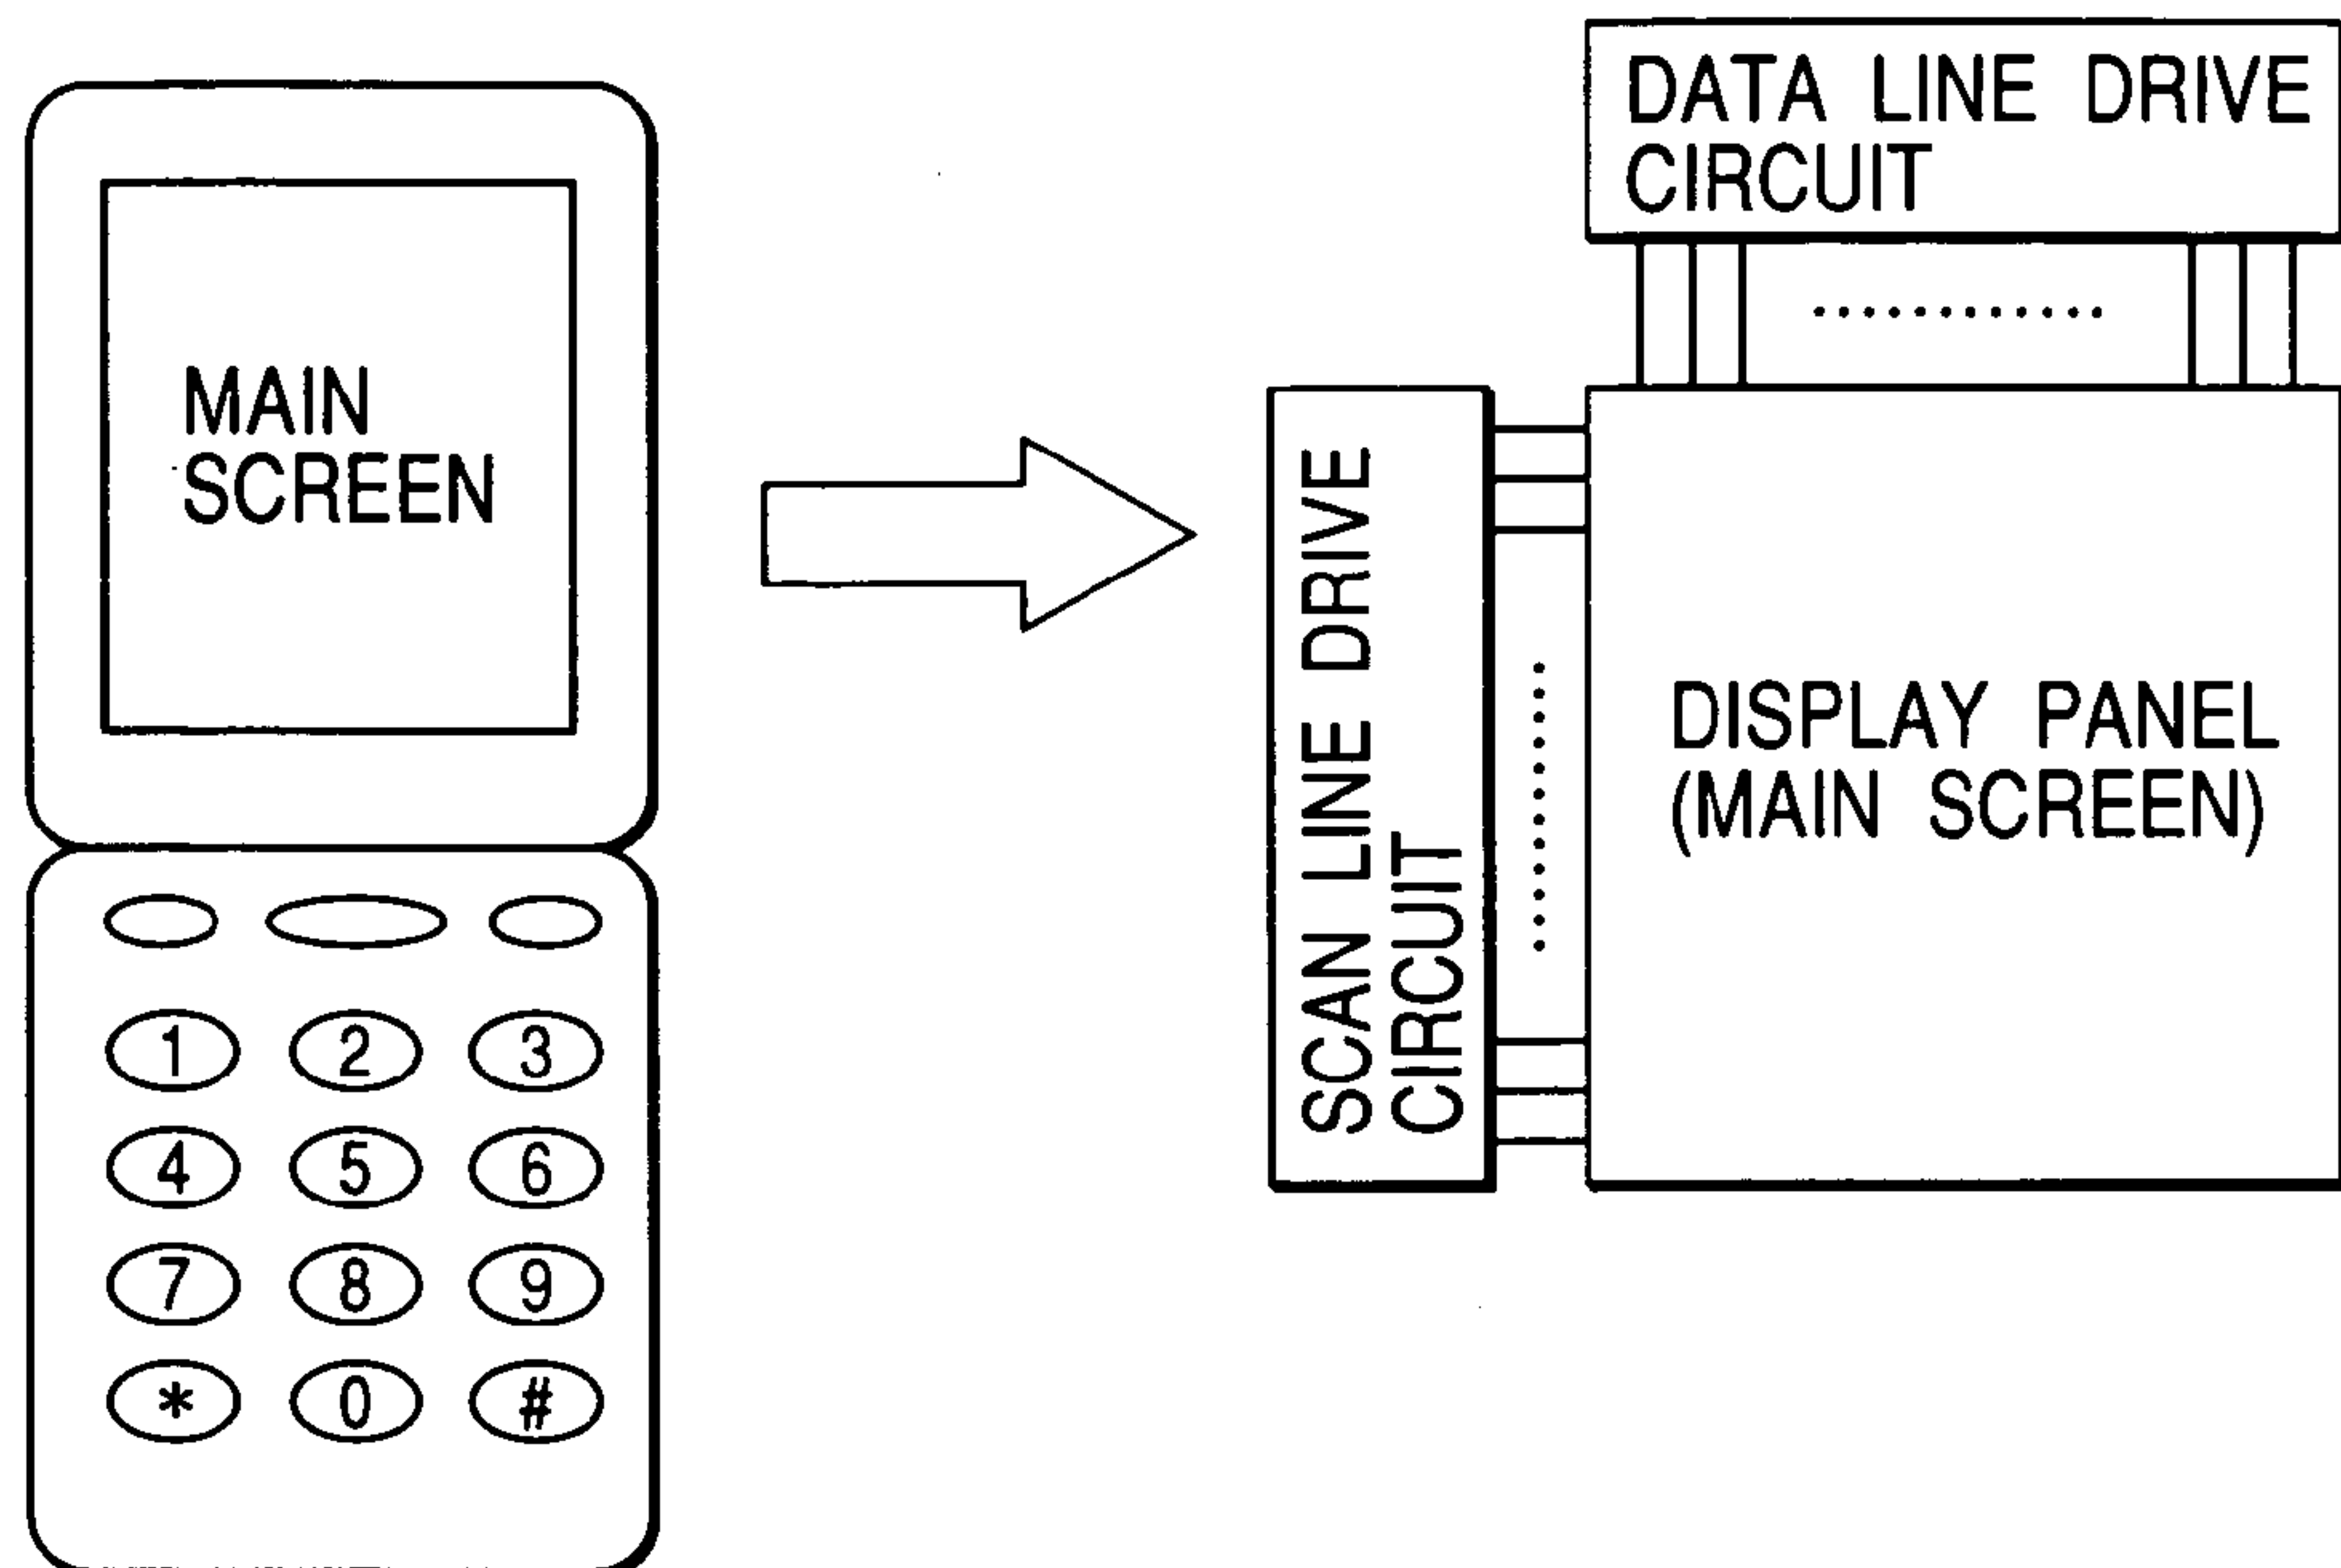 MAIN
SCREEN
1 2 3
4 5 6
7 8 9
* 0 #
DATA LINE DRIVE
CIRCUIT
SCAN LINE DRIVE
CIRCUIT
DISPLAY PANEL
(MAIN SCREEN)